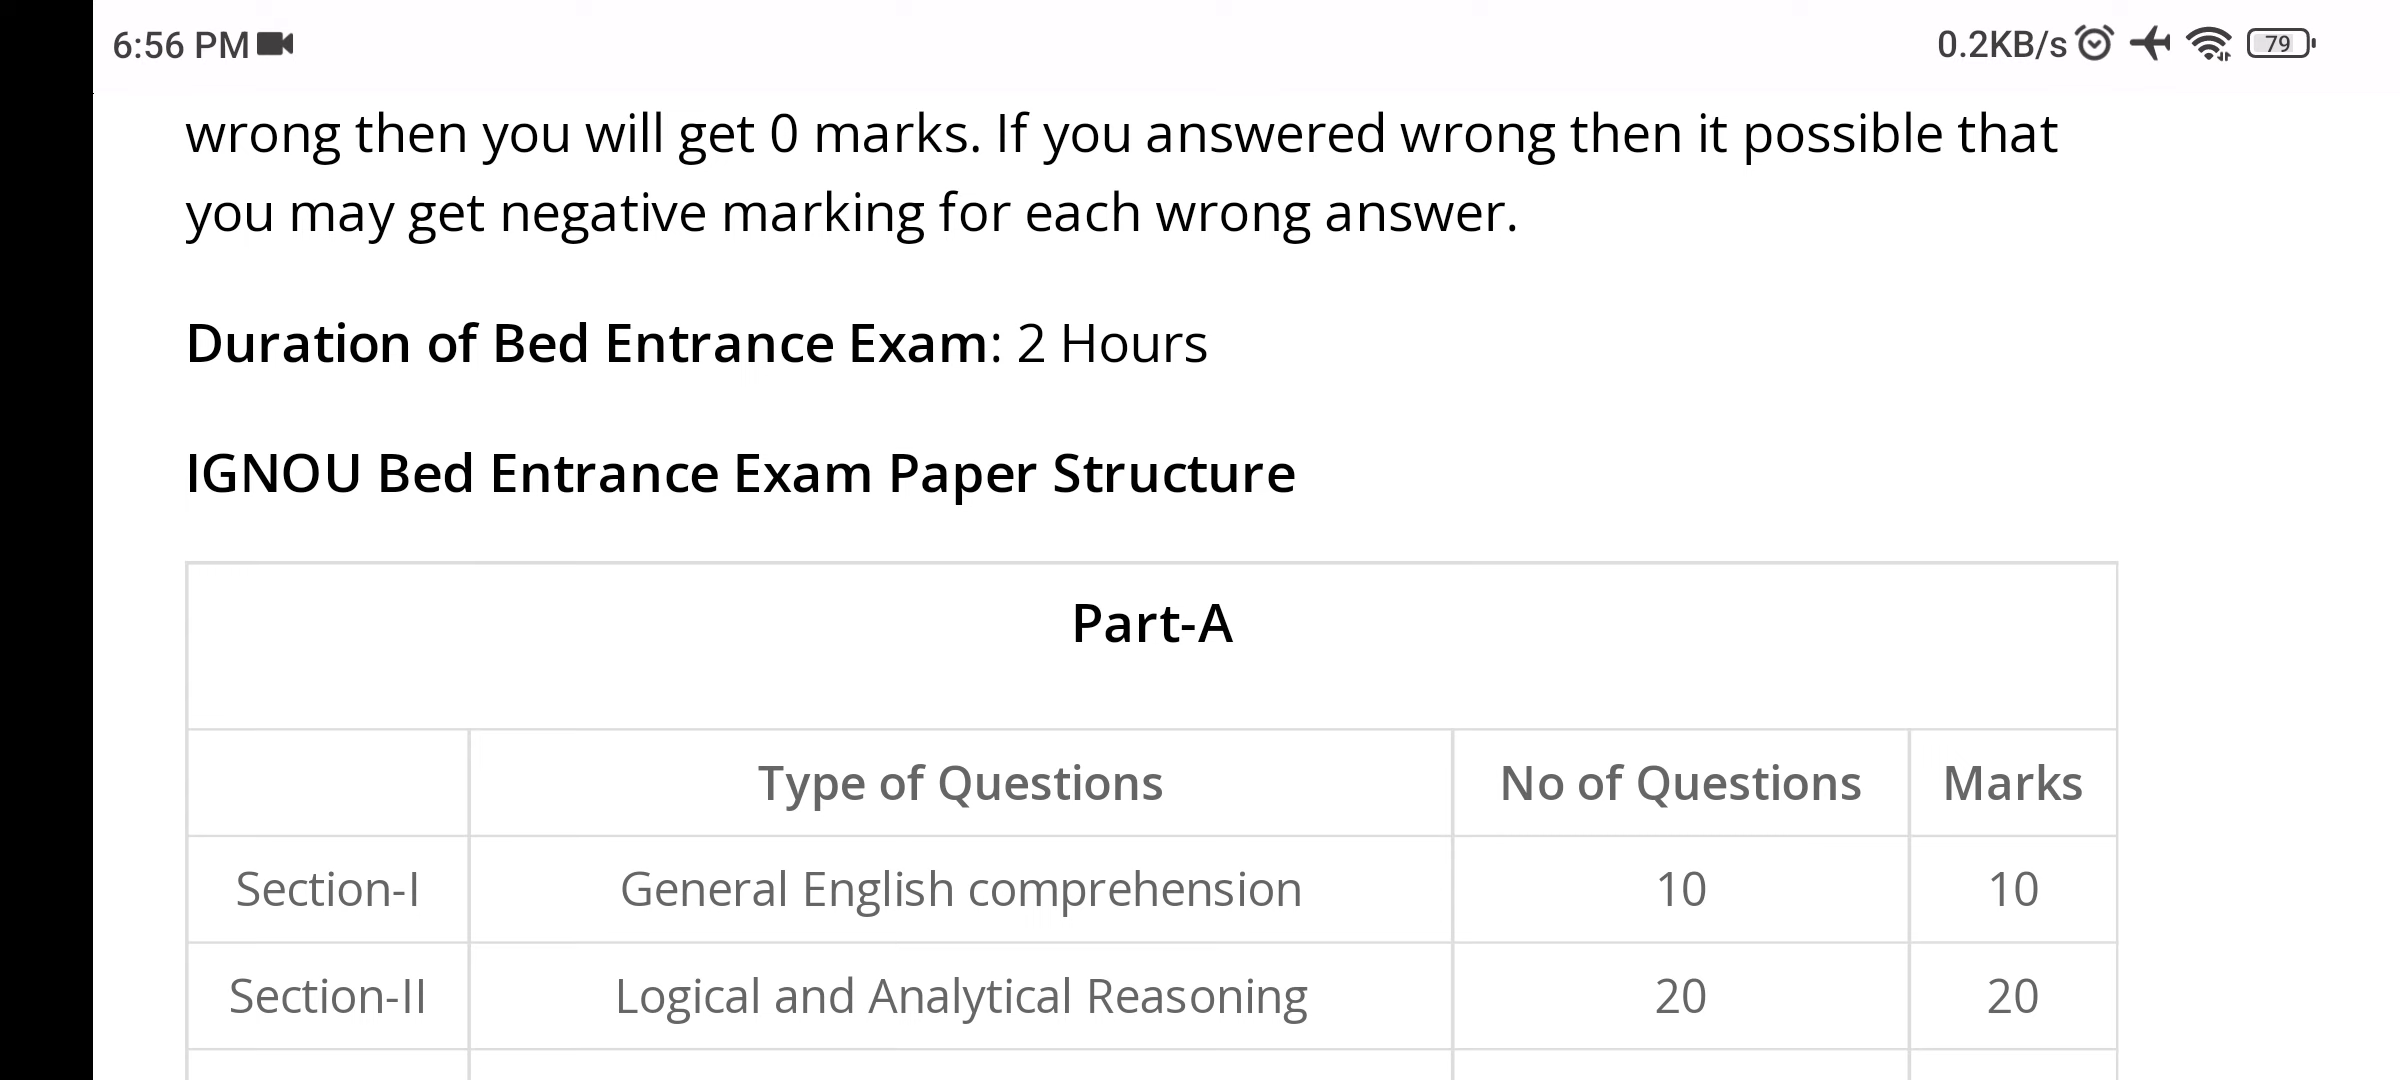 6:56 PM
0.2KB/s
79
wrong then you will get 0 marks. If you answered wrong then it possible that
you may get negative marking for each wrong answer.
Duration of Bed Entrance Exam: 2 Hours
IGNOU Bed Entrance Exam Paper Structure
Part-A
Type of Questions No of Questions Marks
Section-I General English comprehension 10 10
Section-II Logical and Analytical Reasoning 20 20